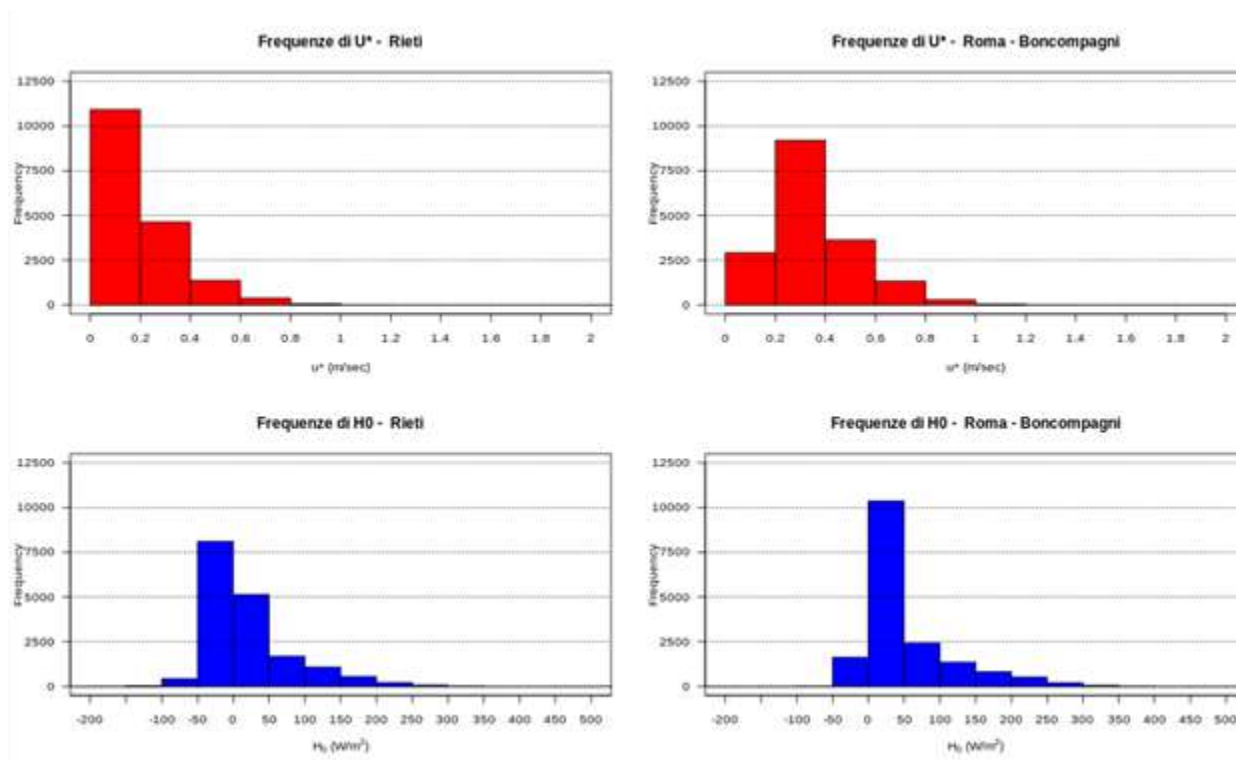 Frequenze di U* - Rieti
12500
10000
7500
5000
2500
0
Frequency
0 0.2 0.4 0.6 0.8 1 1.2 1.4 1.6 1.8 2
u* (m/sec)
Frequenze di U* - Roma - Boncompagni
12500
10000
7500
5000
2500
0
Frequency
0 0.2 0.4 0.6 0.8 1 1.2 1.4 1.6 1.8 2
u* (m/sec)
Frequenze di H0 - Rieti
12500
10000
7500
5000
2500
0
Frequency
-200 -100 -50 0 50 100 150 200 250 300 350 400 450 500
H₀ (W/m²)
Frequenze di H0 - Roma - Boncompagni
12500
10000
7500
5000
2500
0
Frequency
-200 -100 -50 0 50 100 150 200 250 300 350 400 450 500
H₀ (W/m²)